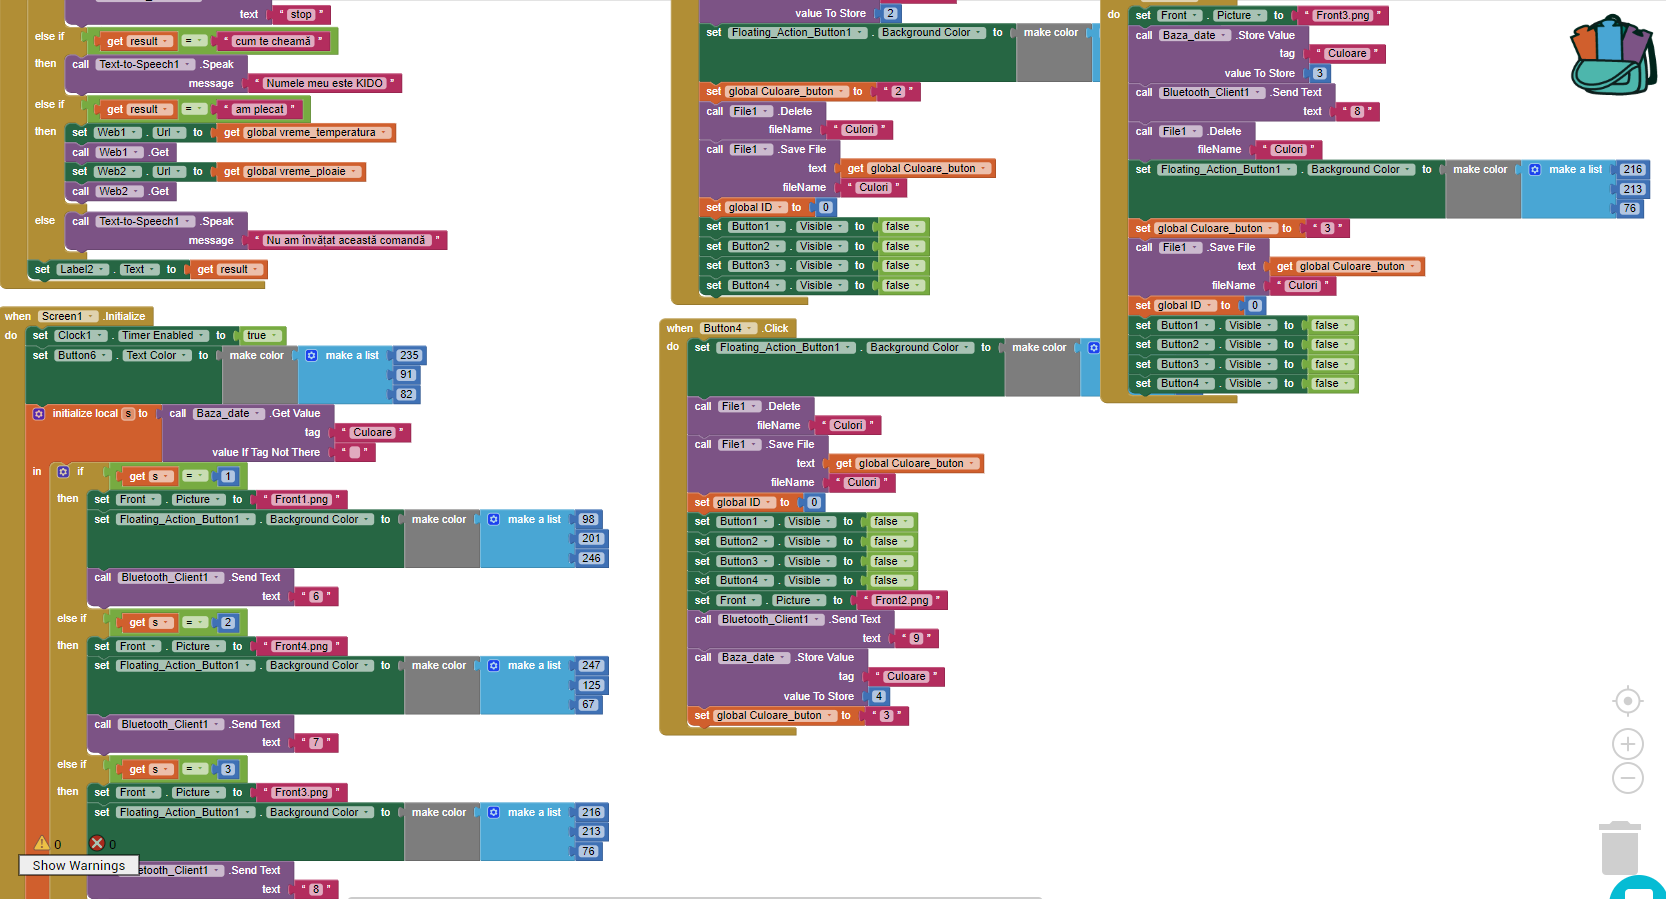 text "stop"
else if get result = "cum te cheamă"
then call Text-to-Speech1 .Speak
message "Numele meu este KIDO"
else if get result = "am plecat"
then set Web1 . Url to get global vreme_temperatura
call Web1 .Get
set Web2 . Url to get global vreme_ploaie
call Web2 .Get
else call Text-to-Speech1 .Speak
message "Nu am învățat această comandă"
set Label2 . Text to get result
when Screen1 .Initialize
do set Clock1 . Timer Enabled to true
set Button6 . Text Color to make color make a list 235
91
82
initialize local s to call Baza_date .Get Value
tag "Culoare"
value If Tag Not There " "
in if get s = 1
then set Front . Picture to "Front1.png"
set Floating_Action_Button1 . Background Color to make color make a list 98
201
246
call Bluetooth_Client1 .Send Text
text "6"
else if get s = 2
then set Front . Picture to "Front4.png"
set Floating_Action_Button1 . Background Color to make color make a list 247
125
67
call Bluetooth_Client1 .Send Text
text "7"
else if get s = 3
then set Front . Picture to "Front3.png"
set Floating_Action_Button1 . Background Color to make color make a list 216
213
76
0 0
Show Warnings
.Send Text
text "8"
value To Store 2
set Floating_Action_Button1 . Background Color to make color
set global Culoare_buton to "2"
call File1 .Delete
fileName "Culori"
call File1 .Save File
text get global Culoare_buton
fileName "Culori"
set global ID to 0
set Button1 . Visible to false
set Button2 . Visible to false
set Button3 . Visible to false
set Button4 . Visible to false
when Button4 .Click
do set Floating_Action_Button1 . Background Color to make color
call File1 .Delete
fileName "Culori"
call File1 .Save File
text get global Culoare_buton
fileName "Culori"
set global ID to 0
set Button1 . Visible to false
set Button2 . Visible to false
set Button3 . Visible to false
set Button4 . Visible to false
set Front . Picture to "Front2.png"
call Bluetooth_Client1 .Send Text
text "9"
call Baza_date .Store Value
tag "Culoare"
value To Store 4
set global Culoare_buton to "3"
do set Front . Picture to "Front3.png"
call Baza_date .Store Value
tag "Culoare"
value To Store 3
call Bluetooth_Client1 .Send Text
text "8"
call File1 .Delete
fileName "Culori"
set Floating_Action_Button1 . Background Color to make color make a list 216
213
76
set global Culoare_buton to "3"
call File1 .Save File
text get global Culoare_buton
fileName "Culori"
set global ID to 0
set Button1 . Visible to false
set Button2 . Visible to false
set Button3 . Visible to false
set Button4 . Visible to false